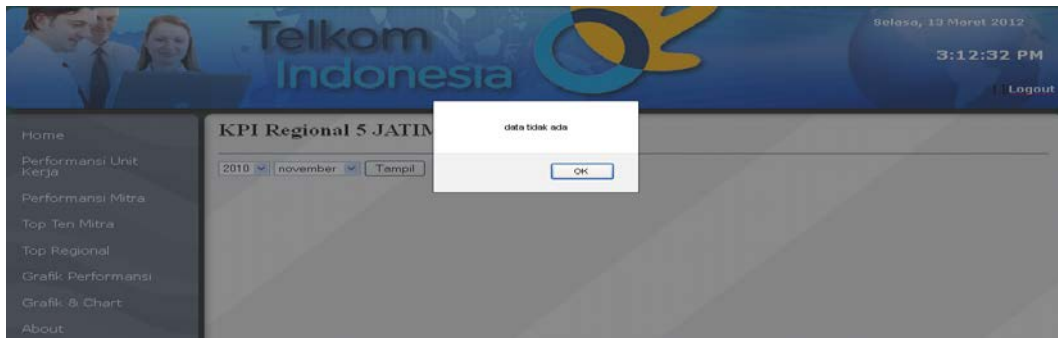 Telkom
Indonesia
Selasa, 13 Maret 2012
3:12:32 PM
Logout
Home
Performansi Unit
Kerja
Performansi Mitra
Top Ten Mitra
Top Regional
Grafik Performansi
Grafik & Chart
About
KPI Regional 5 JATIM
2010 november Tampil
data tidak ada
OK